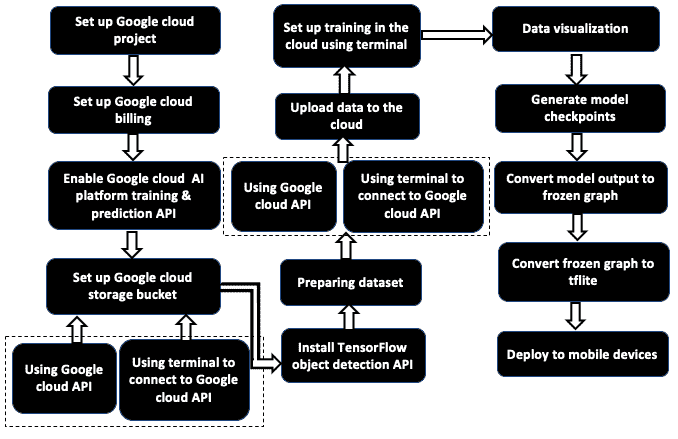 Set up Google cloud
project
Set up Google cloud
billing
Enable Google cloud AI
platform training &
prediction API
Set up Google cloud
storage bucket
Using Google
cloud API
Using terminal to
connect to Google
cloud API
Set up training in the
cloud using terminal
Upload data to the
cloud
Using Google
cloud API
Using terminal to
connect to Google
cloud API
Preparing dataset
Install TensorFlow
object detection API
Data visualization
Generate model
checkpoints
Convert model output to
frozen graph
Convert frozen graph to
tflite
Deploy to mobile devices